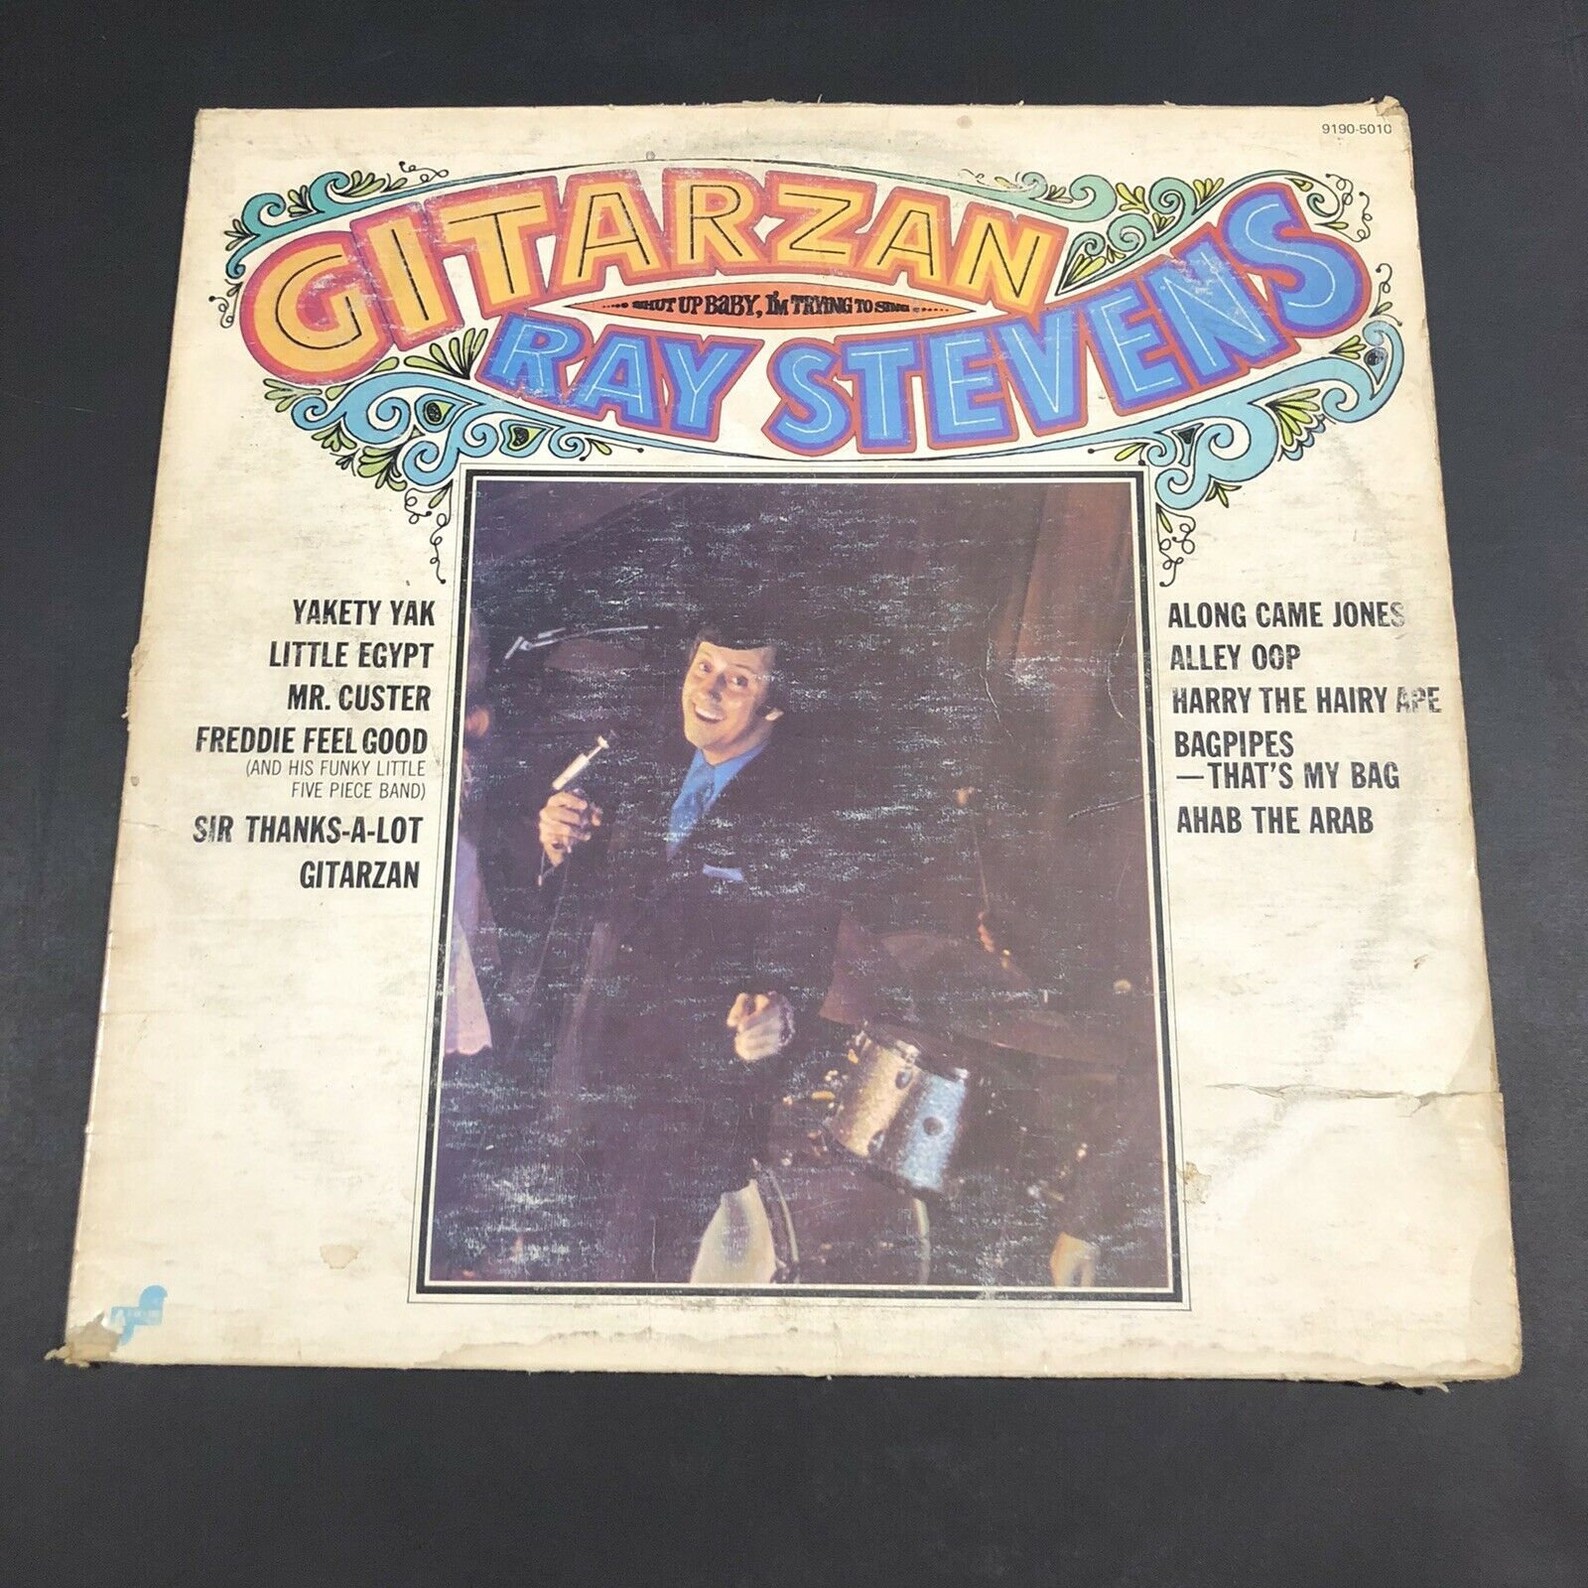 9190-5010
GITARZAN
SHUT UP BABY, I'M TRYING TO SING
RAY STEVENS
YAKETY YAK
LITTLE EGYPT
MR. CUSTER
FREDDIE FEEL GOOD
(AND HIS FUNKY LITTLE
FIVE PIECE BAND)
SIR THANKS-A-LOT
GITARZAN
ALONG CAME JONES
ALLEY OOP
HARRY THE HAIRY APE
BAGPIPES
—THAT'S MY BAG
AHAB THE ARAB